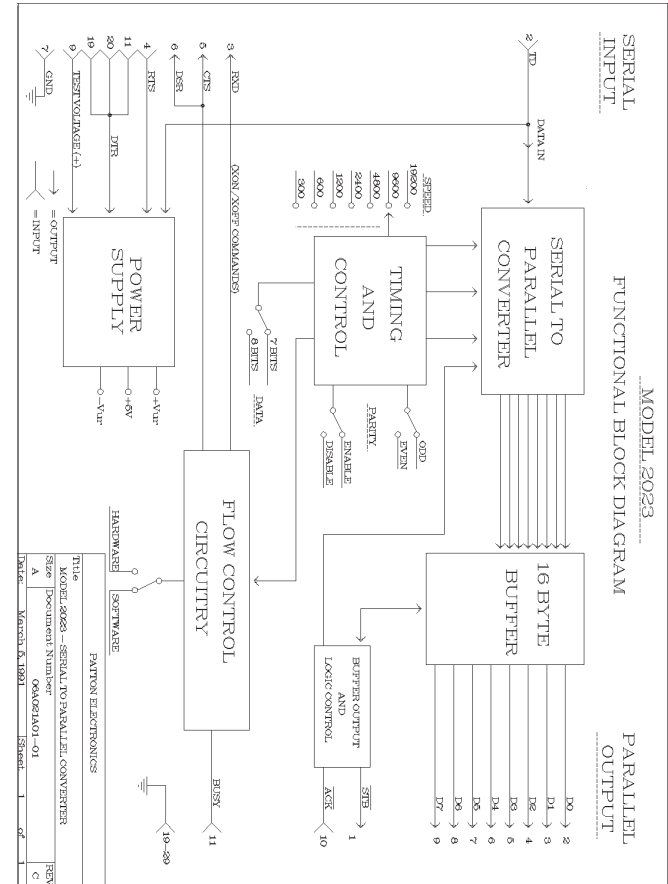 MODEL 2023
FUNCTIONAL BLOCK DIAGRAM
SERIAL
INPUT
PARALLEL
OUTPUT
2
TD
DATA IN
SERIAL TO
PARALLEL
CONVERTER
16 BYTE
BUFFER
D0
2
D1
3
D2
4
D3
5
D4
6
D5
7
D6
8
D7
9
SPEED
19200
9600
4800
2400
1200
600
300
TIMING
AND
CONTROL
ODD
EVEN
PARITY
ENABLE
DISABLE
7 BITS
8 BITS
DATA
BUFFER OUTPUT
AND
LOGIC CONTROL
STB
1
ACK
10
3
RXD
(XON/XOFF COMMANDS)
5
CTS
6
DSR
FLOW CONTROL
CIRCUITRY
BUSY
11
HARDWARE
SOFTWARE
19-29
4
RTS
11
20
19
DTR
9
TEST VOLTAGE (+)
7
GND
POWER
SUPPLY
+Vur
+5V
-Vur
= OUTPUT
= INPUT
PATTON ELECTRONICS
Title
MODEL 2023 - SERIAL TO PARALLEL CONVERTER
Size
Document Number
REV
A
06A021A01-01
C
Date: March 5, 1991
Sheet 1 of 1